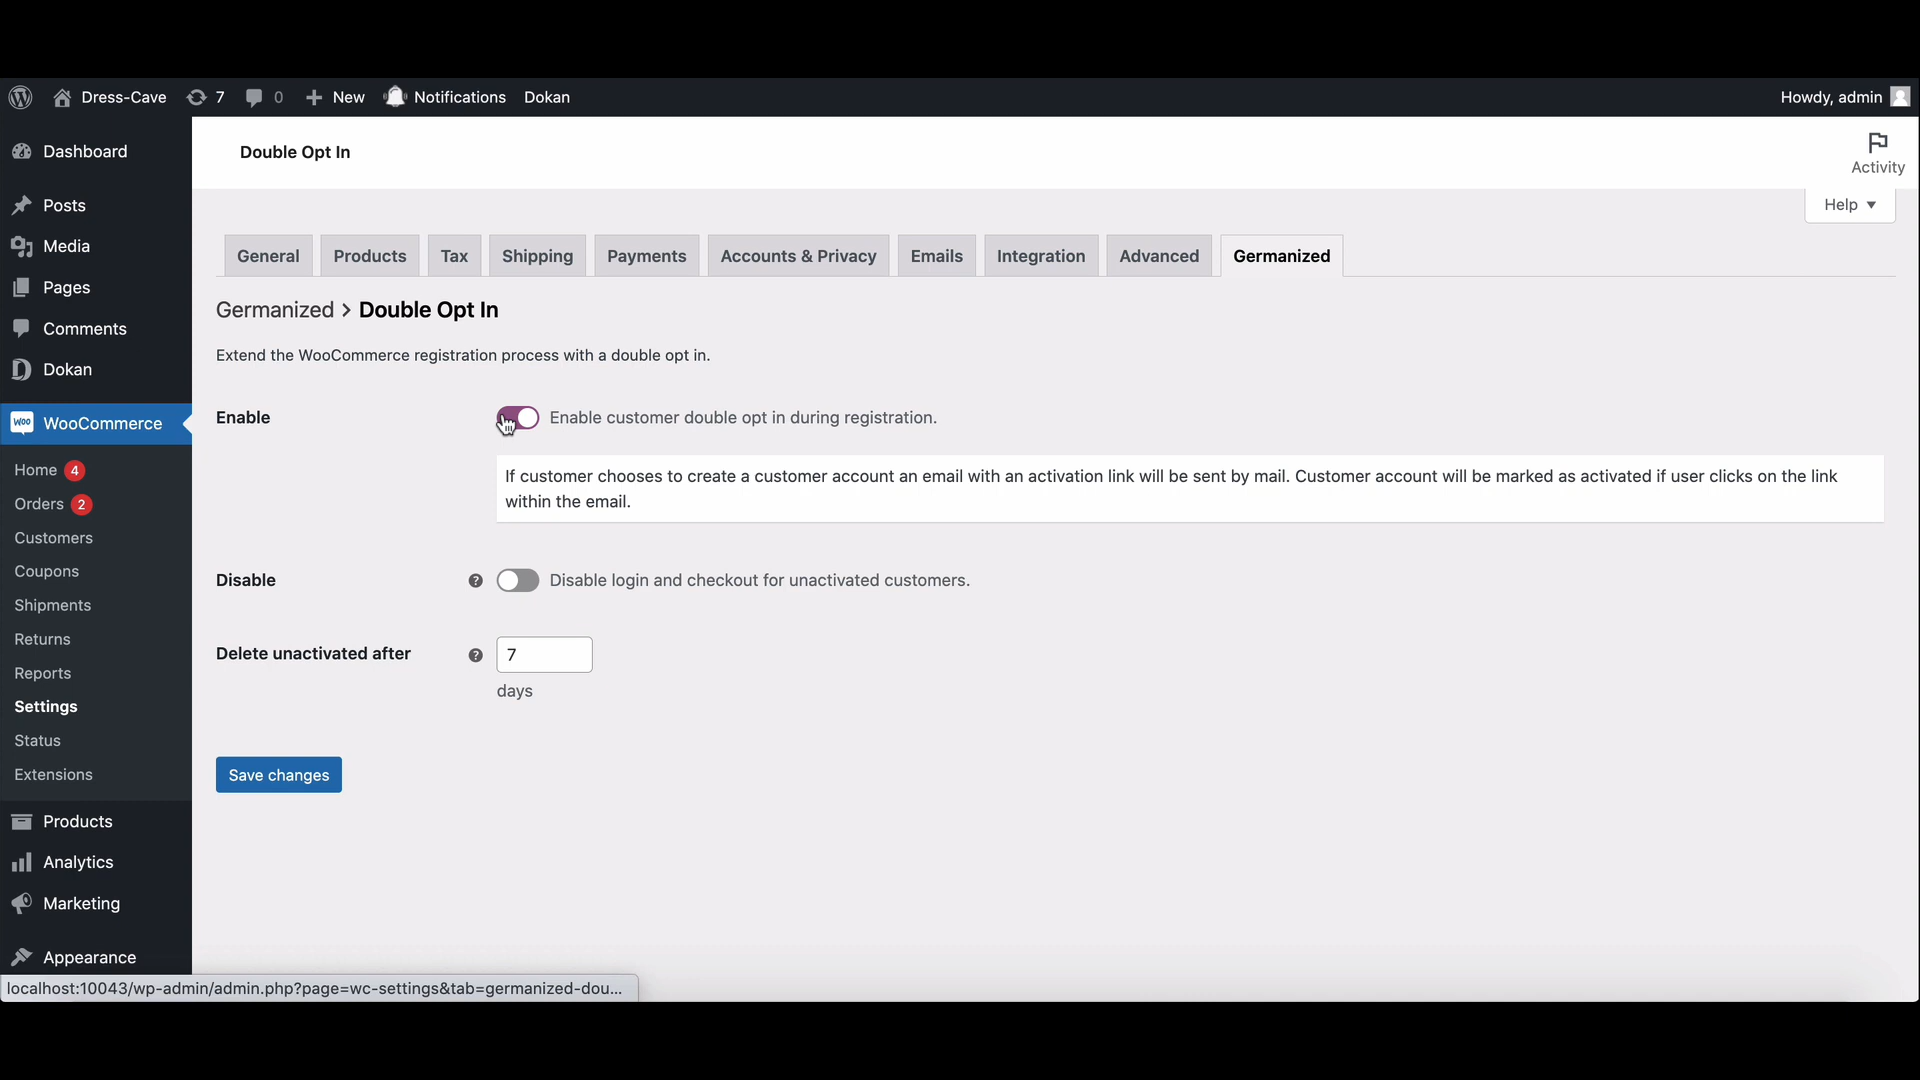 Dress-Cave 7 0 New Notifications Dokan Howdy, admin
Dashboard
Posts
Media
Pages
Comments
Dokan
WooCommerce
Home 4
Orders 2
Customers
Coupons
Shipments
Returns
Reports
Settings
Status
Extensions
Products
Analytics
Marketing
Appearance
Double Opt In
Activity
Help
General Products Tax Shipping Payments Accounts & Privacy Emails Integration Advanced Germanized
Germanized > Double Opt In
Extend the WooCommerce registration process with a double opt in.
Enable Enable customer double opt in during registration.
If customer chooses to create a customer account an email with an activation link will be sent by mail. Customer account will be marked as activated if user clicks on the link
within the email.
Disable ? Disable login and checkout for unactivated customers.
Delete unactivated after ? 7
days
Save changes
localhost:10043/wp-admin/admin.php?page=wc-settings&tab=germanized-dou...